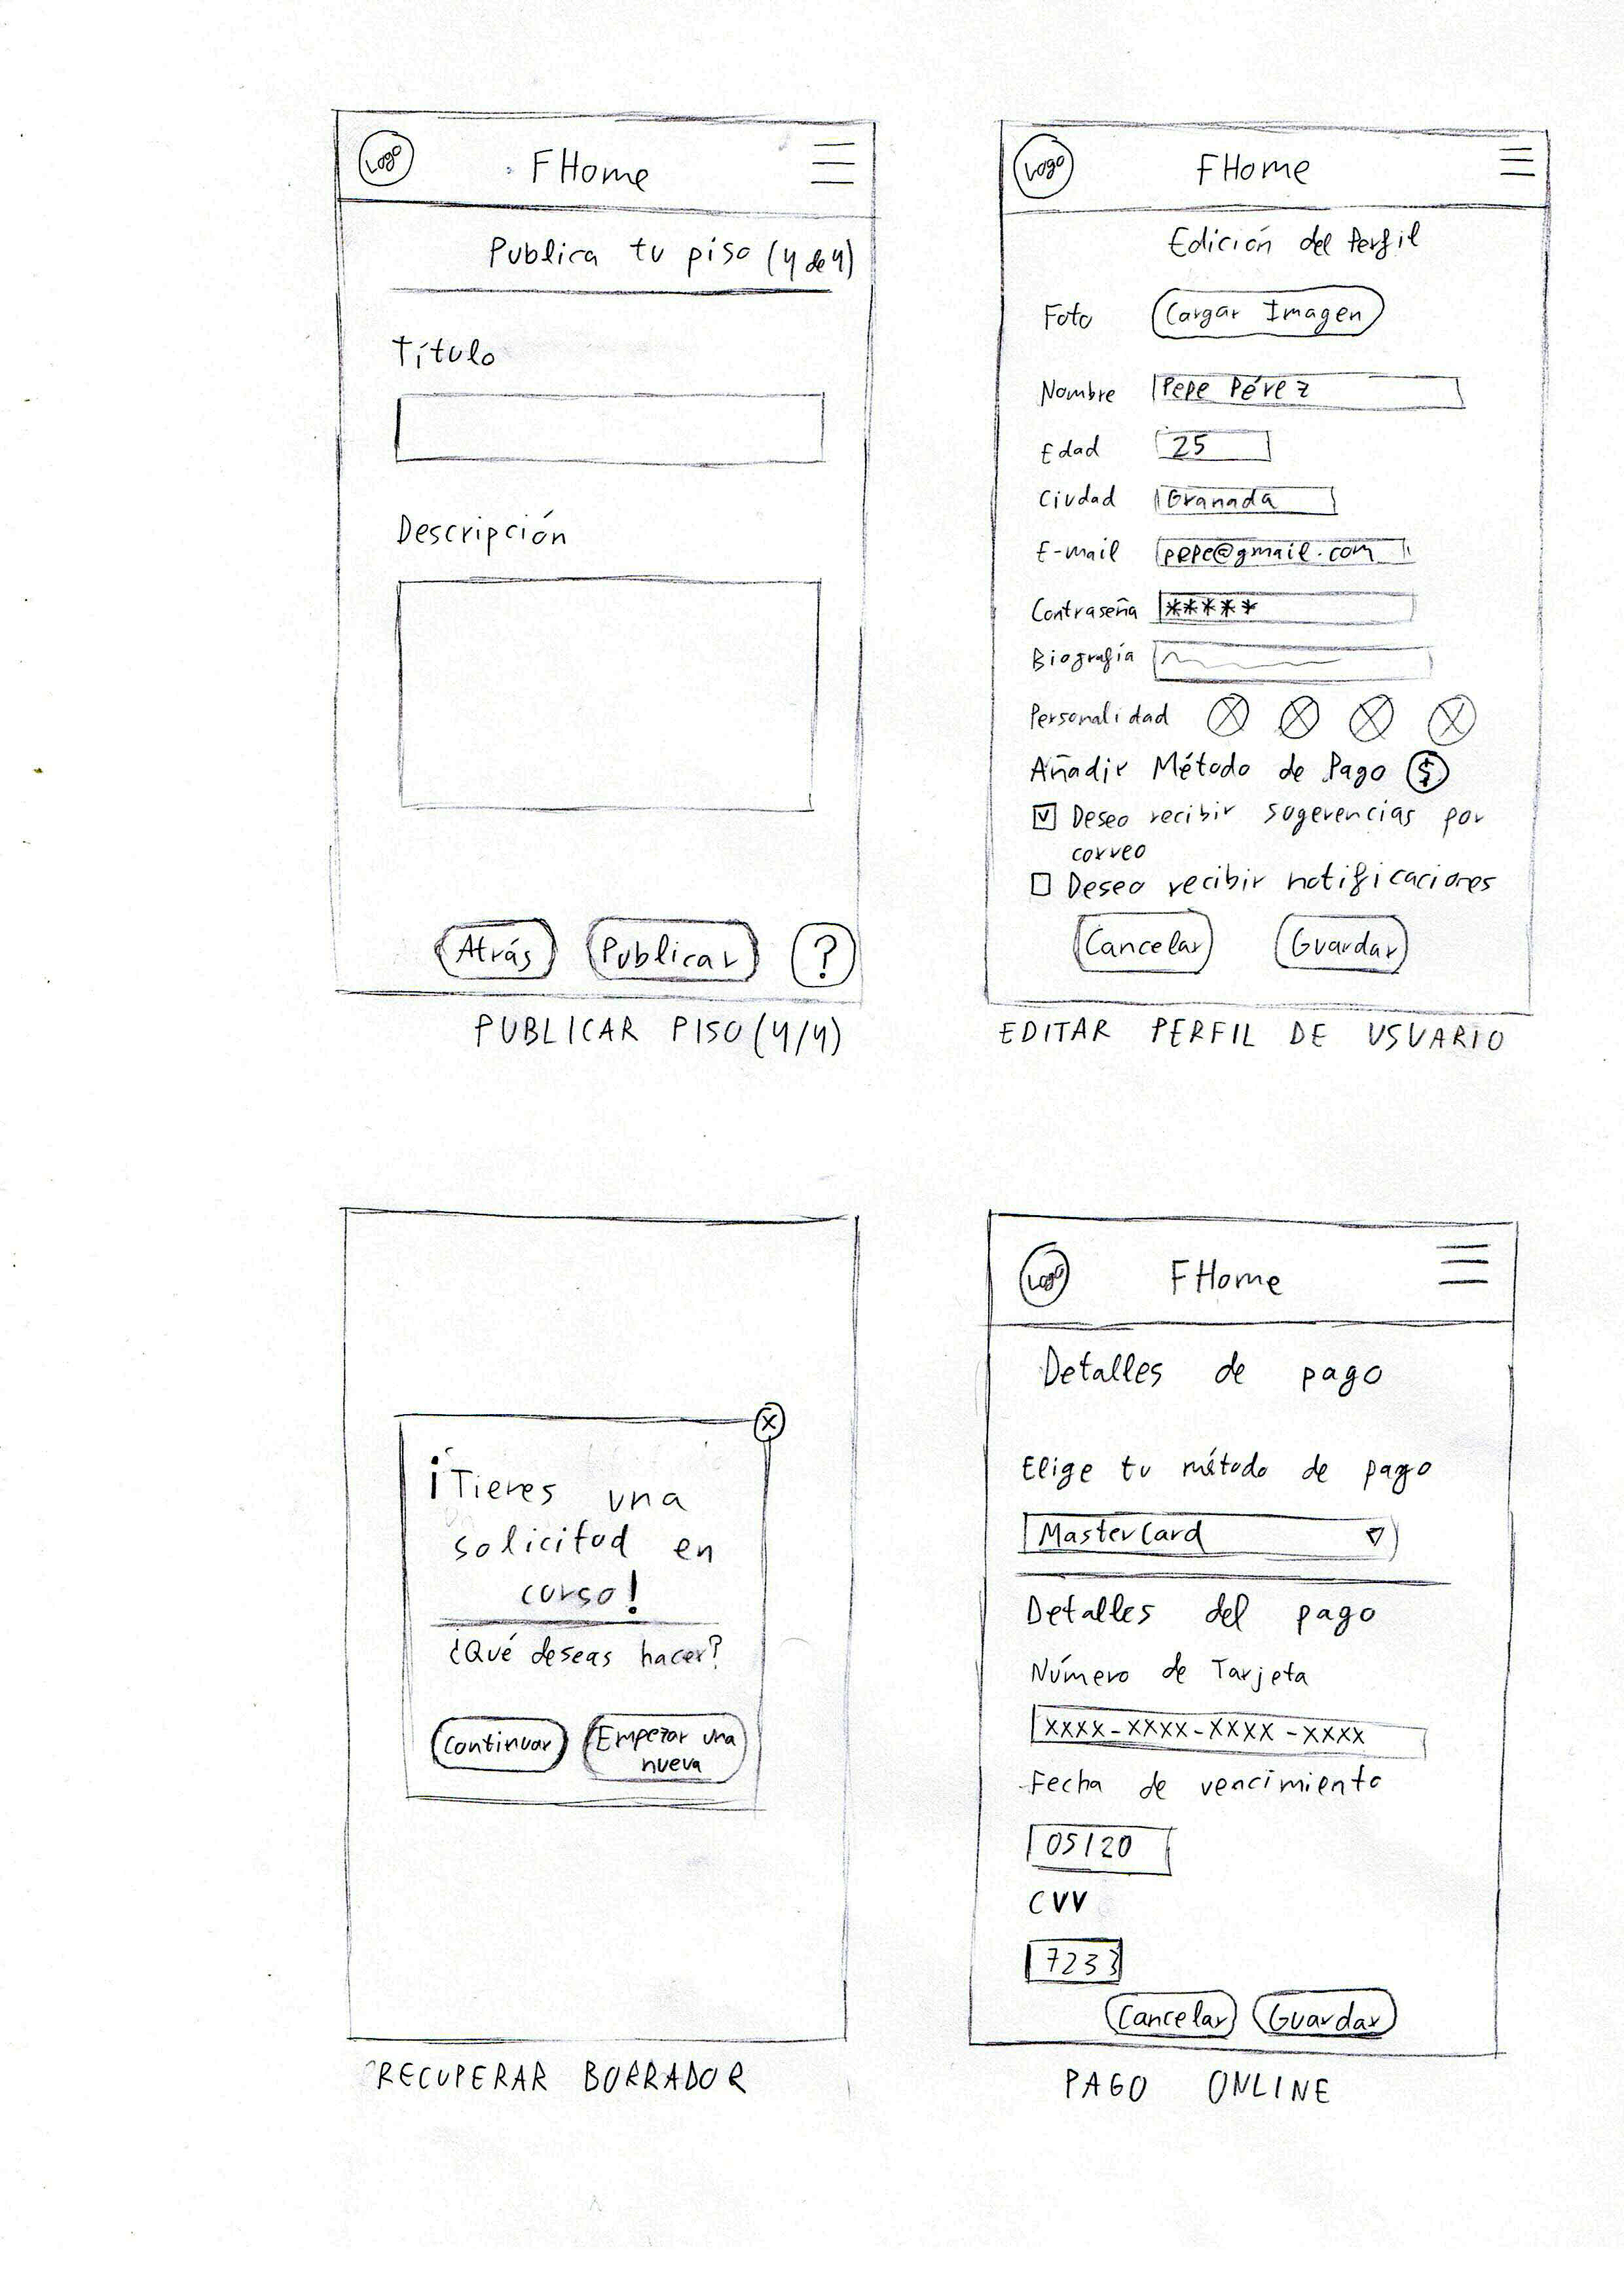 Logo FHome
Publica tu piso (4 de 4)
Título
Descripción
Atrás Publicar ?
PUBLICAR PISO (4/4)
Logo FHome
Edición del Perfil
Foto Cargar Imagen
Nombre Pepe Pérez
Edad 25
Ciudad Granada
E-mail pepe@gmail.com
Contraseña *****
Biografía
Personalidad
Añadir Método de Pago $
Deseo recibir sugerencias por
correo
Deseo recibir notificaciones
Cancelar Guardar
EDITAR PERFIL DE USUARIO
X
¡Tienes una
solicitud en
curso!
¿Qué deseas hacer?
Continuar Empezar una
nueva
RECUPERAR BORRADOR
Logo FHome
Detalles de pago
Elige tu método de pago
MasterCard
Detalles del pago
Número de Tarjeta
XXXX-XXXX-XXXX-XXXX
Fecha de vencimiento
05/20
CVV
7233
Cancelar Guardar
PAGO ONLINE